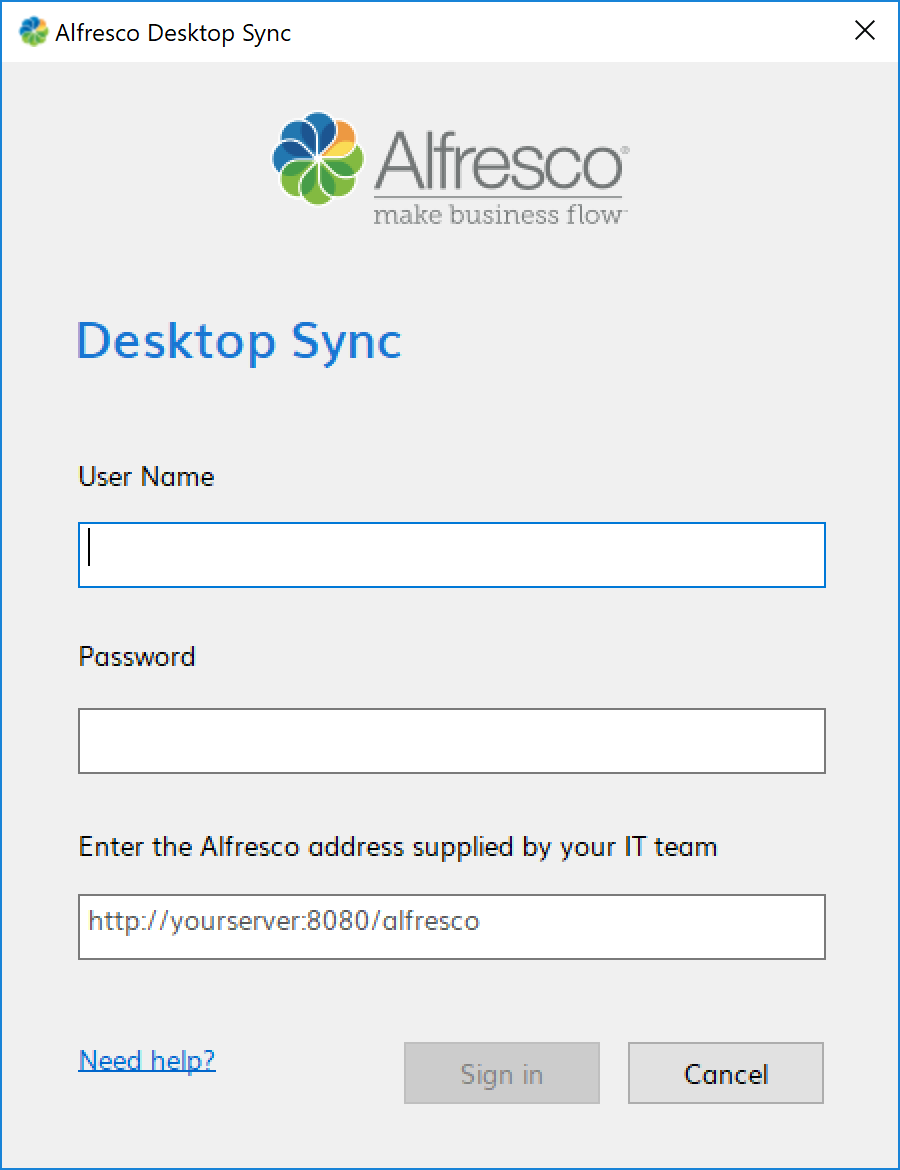 Alfresco Desktop Sync
Alfresco®
make business flow™
Desktop Sync
User Name
Password
Enter the Alfresco address supplied by your IT team
http://yourserver:8080/alfresco
Need help?
Sign in
Cancel